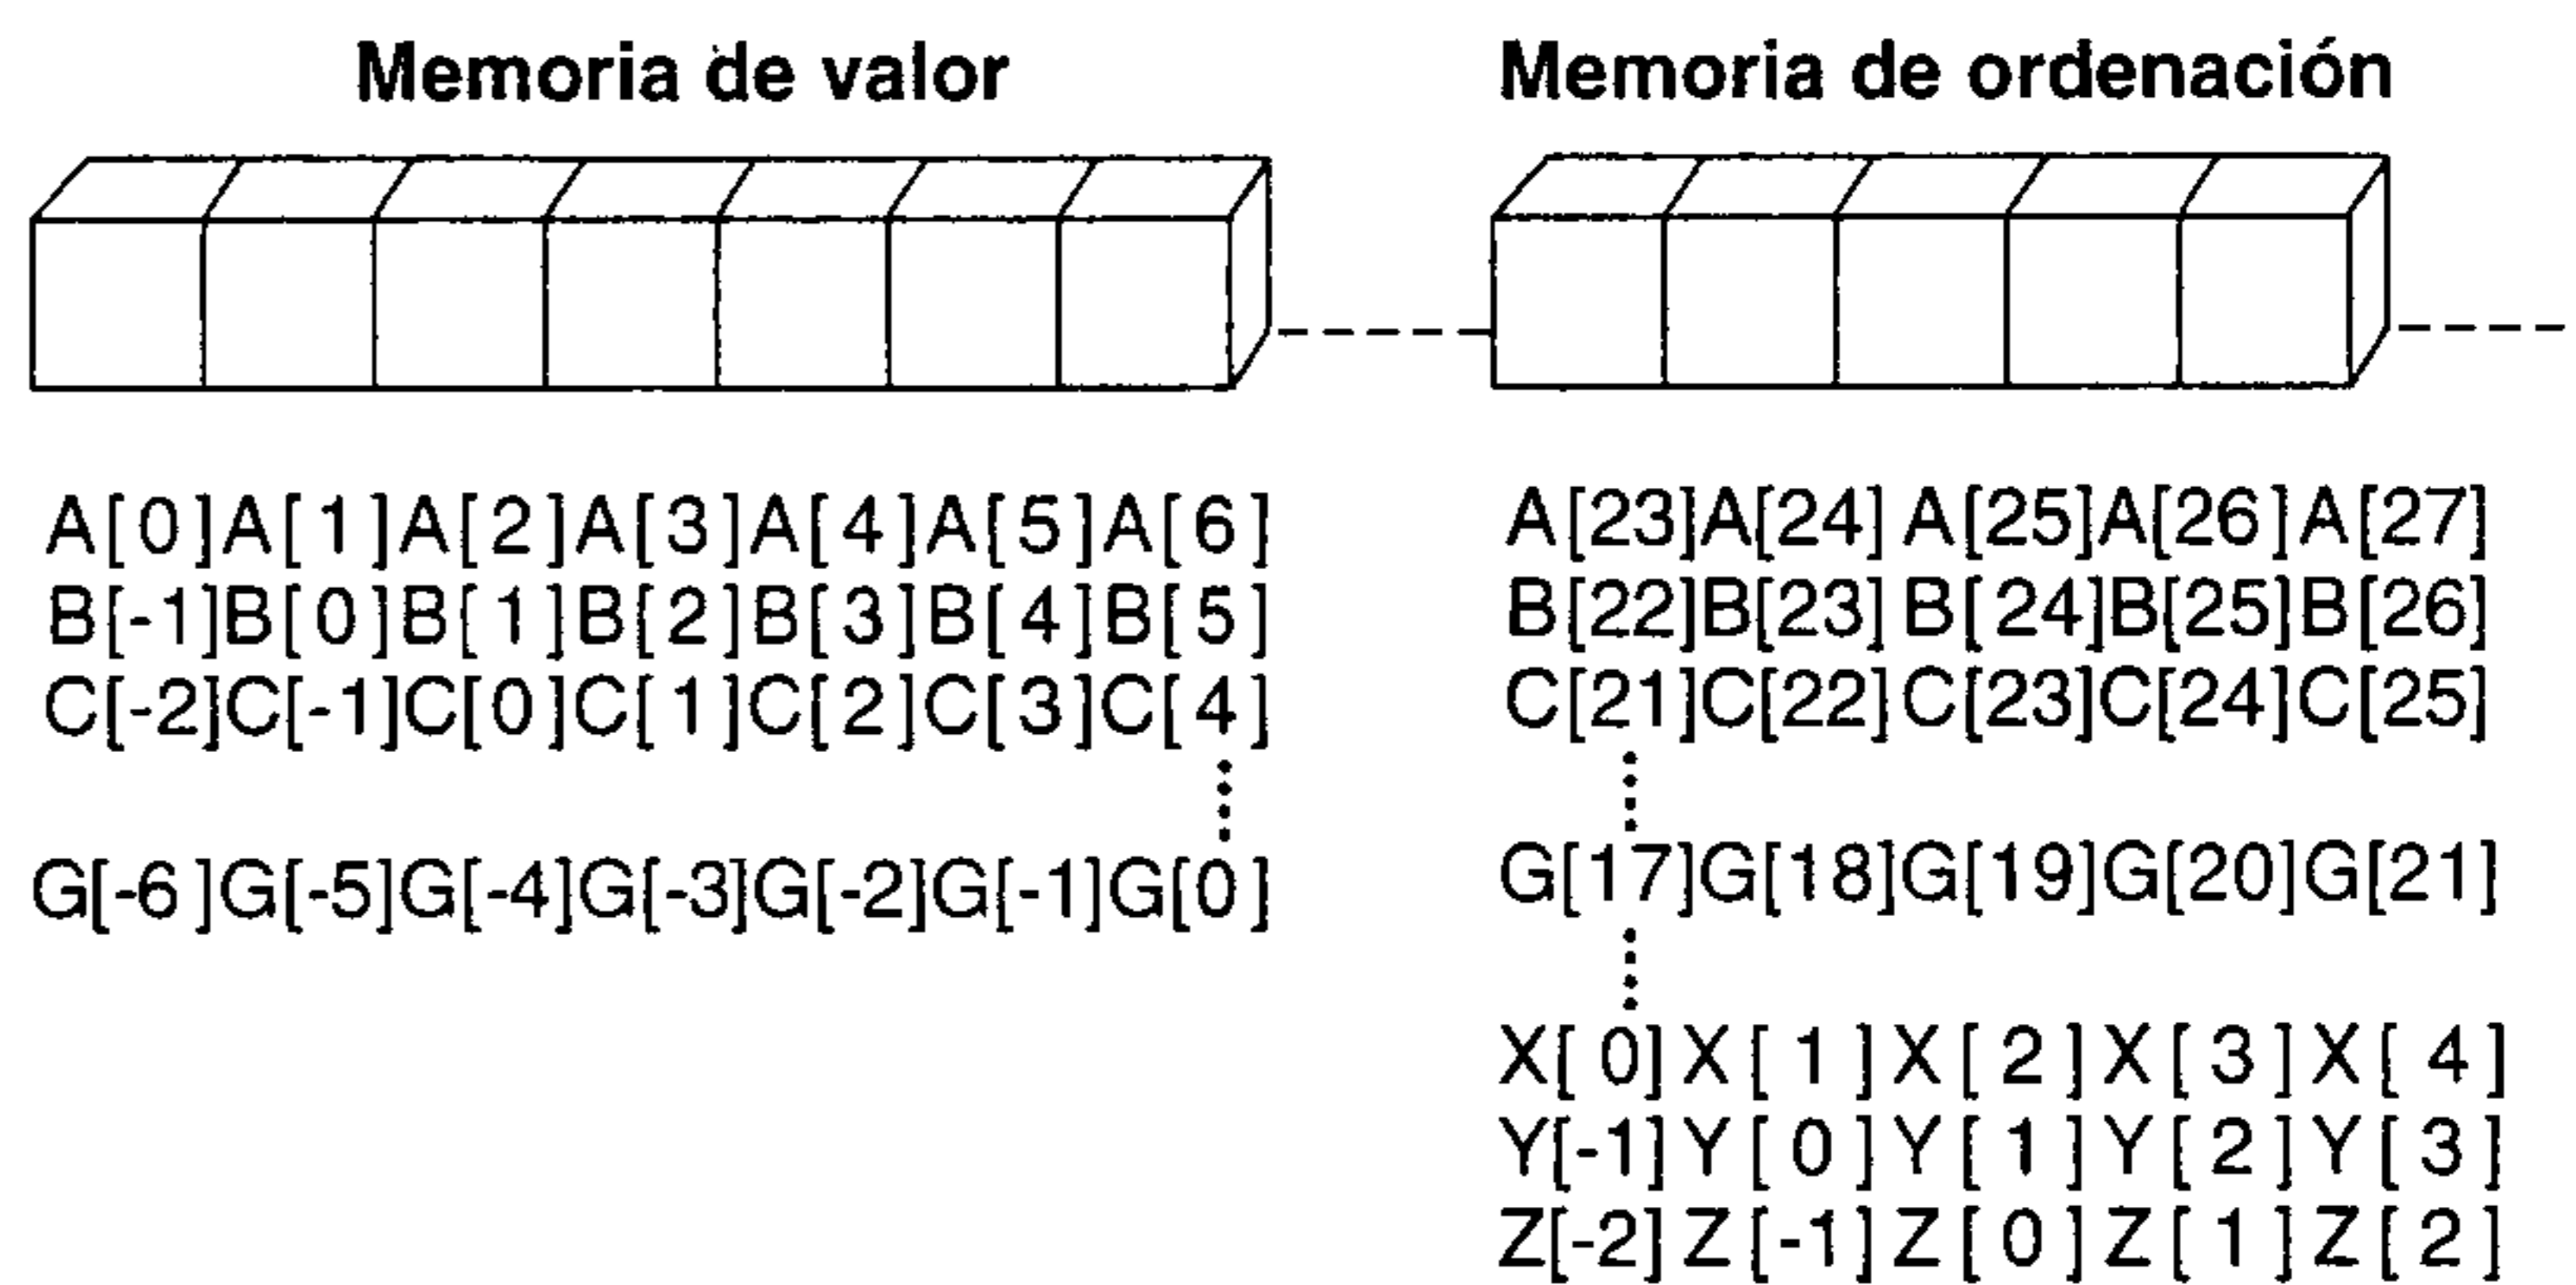 Memoria de valor
A[0]A[1]A[2]A[3]A[4]A[5]A[6]
B[-1]B[0]B[1]B[2]B[3]B[4]B[5]
C[-2]C[-1]C[0]C[1]C[2]C[3]C[4]
G[-6]G[-5]G[-4]G[-3]G[-2]G[-1]G[0]
Memoria de ordenación
A[23]A[24] A[25]A[26]A[27]
B[22]B[23] B[24]B[25]B[26]
C[21]C[22] C[23]C[24]C[25]
G[17]G[18]G[19]G[20]G[21]
X[0] X[1] X[2] X[3] X[4]
Y[-1] Y[0] Y[1] Y[2] Y[3]
Z[-2] Z[-1] Z[0] Z[1] Z[2]